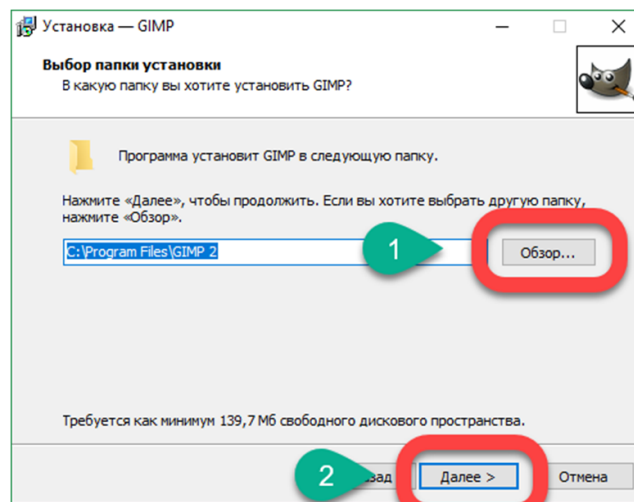 Установка — GIMP
Выбор папки установки
В какую папку вы хотите установить GIMP?
Программа установит GIMP в следующую папку.
Нажмите «Далее», чтобы продолжить. Если вы хотите выбрать другую папку,
нажмите «Обзор».
C:\Program Files\GIMP 2
1
Обзор...
Требуется как минимум 139,7 Мб свободного дискового пространства.
2
Далее >
Отмена